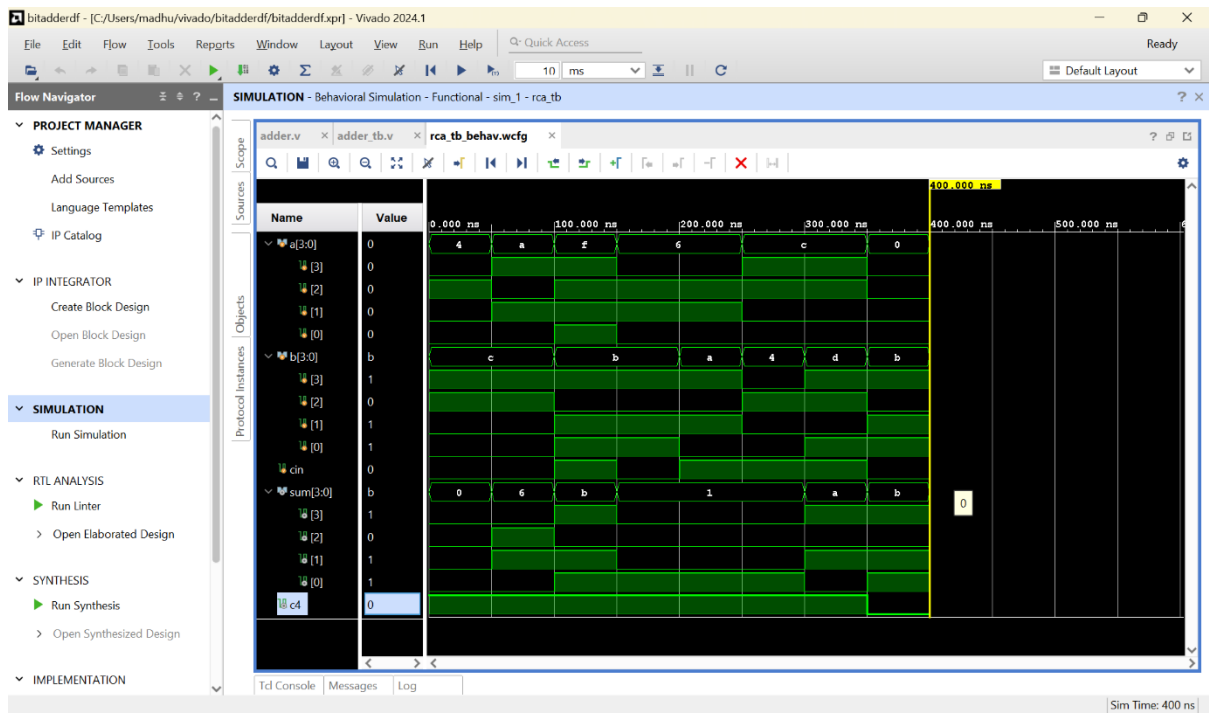 bitadderdf - [C:/Users/madhu/vivado/bitadderdf/bitadderdf.xpr] - Vivado 2024.1
File Edit Flow Tools Reports Window Layout View Run Help Quick Access Ready
10 ms Default Layout
Flow Navigator SIMULATION - Behavioral Simulation - Functional - sim_1 - rca_tb
PROJECT MANAGER
Settings
Add Sources
Language Templates
IP Catalog
IP INTEGRATOR
Create Block Design
Open Block Design
Generate Block Design
SIMULATION
Run Simulation
RTL ANALYSIS
Run Linter
Open Elaborated Design
SYNTHESIS
Run Synthesis
Open Synthesized Design
IMPLEMENTATION
Scope
Sources
Objects
Protocol Instances
adder.v adder_tb.v rca_tb_behav.wcfg
400.000 ns
Name Value 0.000 ns 100.000 ns 200.000 ns 300.000 ns 400.000 ns 500.000 ns 6
a[3:0] 0 4 a f 6 c 0
[3] 0
[2] 0
[1] 0
[0] 0
b[3:0] b c b a 4 d b
[3] 1
[2] 0
[1] 1
[0] 1
cin 0
sum[3:0] b 0 6 b 1 a b
[3] 1 0
[2] 0
[1] 1
[0] 1
c4 0
Tcl Console Messages Log
Sim Time: 400 ns